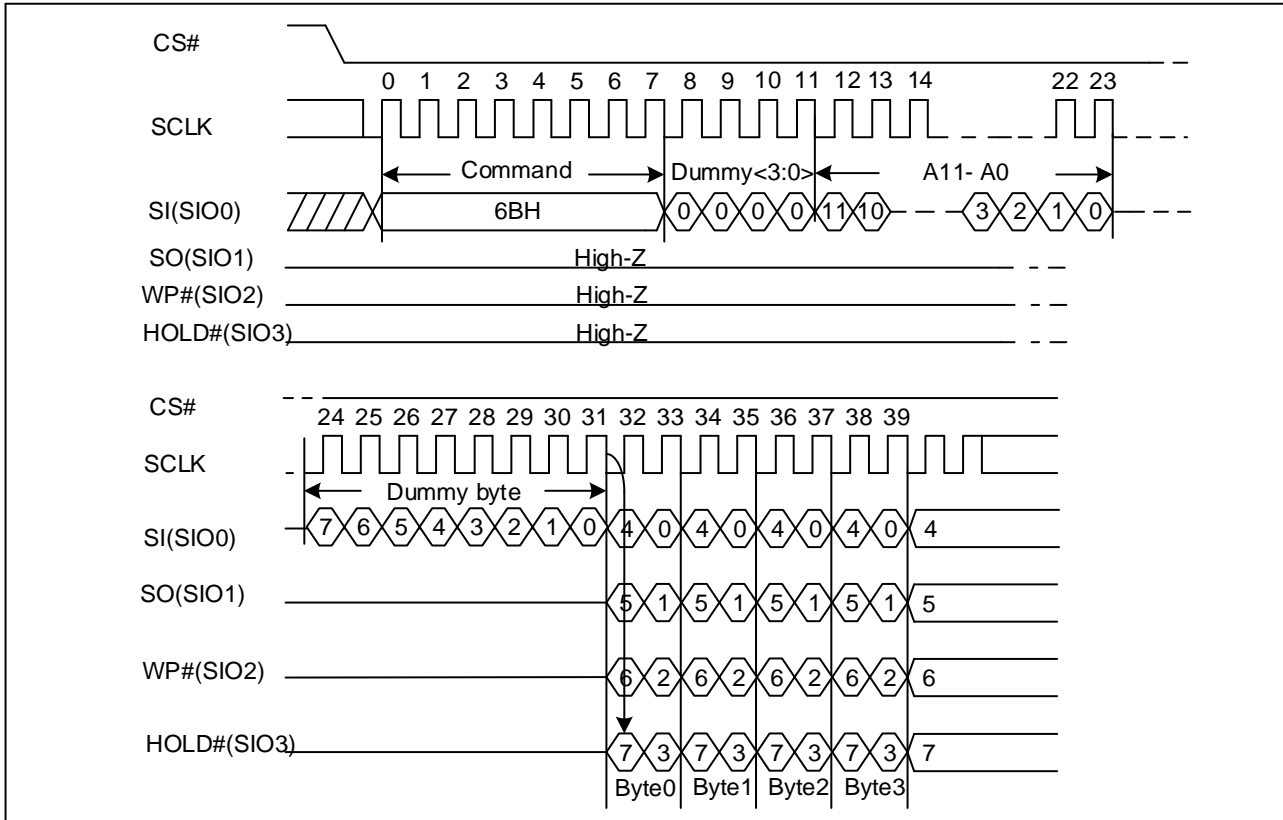 CS#
0 1 2 3 4 5 6 7 8 9 10 11 12 13 14 22 23
SCLK
Command Dummy<3:0> A11- A0
SI(SIO0) 6BH 0 0 0 0 11 10 3 2 1 0
SO(SIO1) High-Z
WP#(SIO2) High-Z
HOLD#(SIO3) High-Z
CS#
24 25 26 27 28 29 30 31 32 33 34 35 36 37 38 39
SCLK
Dummy byte
SI(SIO0) 7 6 5 4 3 2 1 0 4 0 4 0 4 0 4 0 4
SO(SIO1) 5 1 5 1 5 1 5 1 5
WP#(SIO2) 6 2 6 2 6 2 6 2 6
HOLD#(SIO3) 7 3 7 3 7 3 7 3 7
Byte0 Byte1 Byte2 Byte3